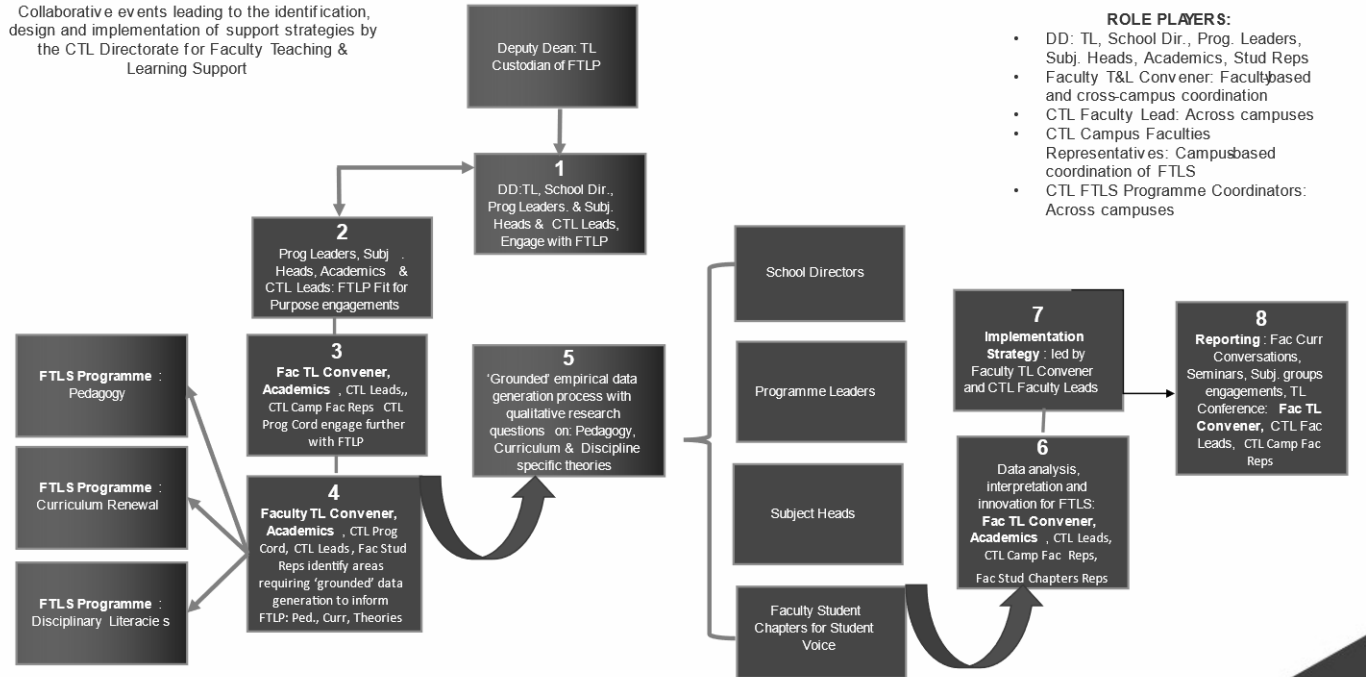 Collaborative events leading to the identification,
design and implementation of support strategies by
the CTL Directorate for Faculty Teaching &
Learning Support
Deputy Dean: TL
Custodian of FTLP
ROLE PLAYERS:
• DD: TL, School Dir., Prog. Leaders,
Subj. Heads, Academics, Stud Reps
• Faculty T&L Convener: Faculty-based
and cross-campus coordination
• CTL Faculty Lead: Across campuses
• CTL Campus Faculties
Representatives: Campus-based
coordination of FTLS
• CTL FTLS Programme Coordinators:
Across campuses
1
DD:TL, School Dir.,
Prog Leaders. & Subj.
Heads & CTL Leads,
Engage with FTLP
2
Prog Leaders, Subj .
Heads, Academics &
CTL Leads: FTLP Fit for
Purpose engagements
3
Fac TL Convener,
Academics , CTL Leads,,
CTL Camp Fac Reps CTL
Prog Cord engage further
with FTLP
4
Faculty TL Convener,
Academics , CTL Prog
Cord, CTL Leads , Fac Stud
Reps identify areas
requiring ‘grounded’ data
generation to inform
FTLP: Ped., Curr, Theories
FTLS Programme :
Pedagogy
FTLS Programme :
Curriculum Renewal
FTLS Programme :
Disciplinary Literacie s
5
‘Grounded’ empirical data
generation process with
qualitative research
questions on: Pedagogy,
Curriculum & Discipline
specific theories
School Directors
Programme Leaders
Subject Heads
Faculty Student
Chapters for Student
Voice
6
Data analysis,
interpretation and
innovation for FTLS:
Fac TL Convener,
Academics , CTL Leads,
CTL Camp Fac Reps,
Fac Stud Chapters Reps
7
Implementation
Strategy : led by
Faculty TL Convener
and CTL Faculty Leads
8
Reporting : Fac Curr
Conversations,
Seminars, Subj. groups
engagements, TL
Conference: Fac TL
Convener, CTL Fac
Leads, CTL Camp Fac
Reps